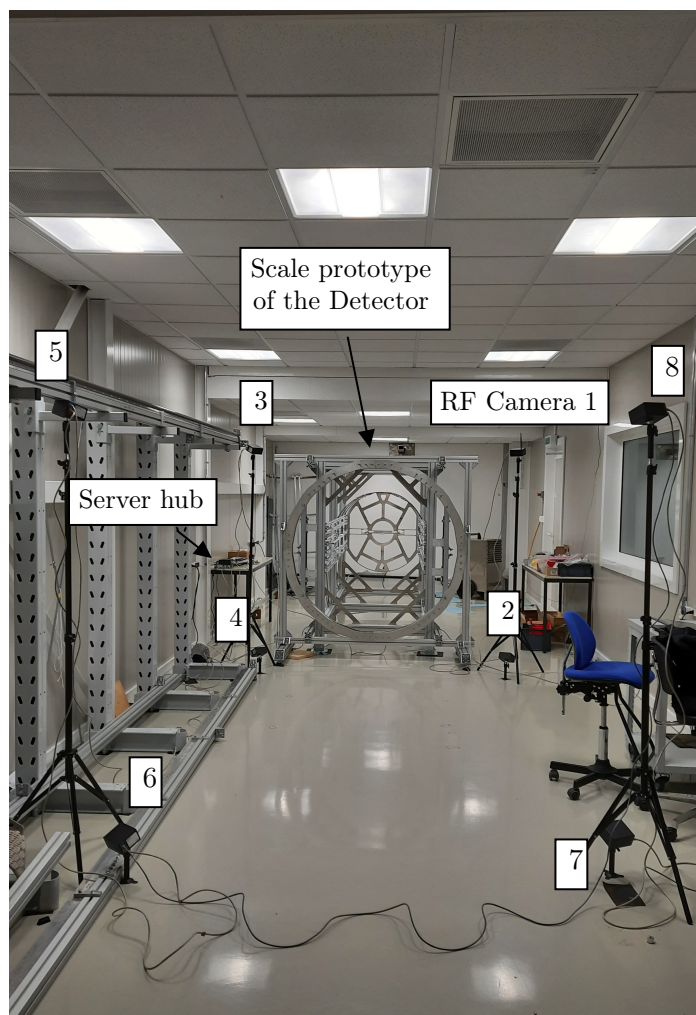 Scale prototype
of the Detector
5
8
3
RF Camera 1
Server hub
4
2
6
7